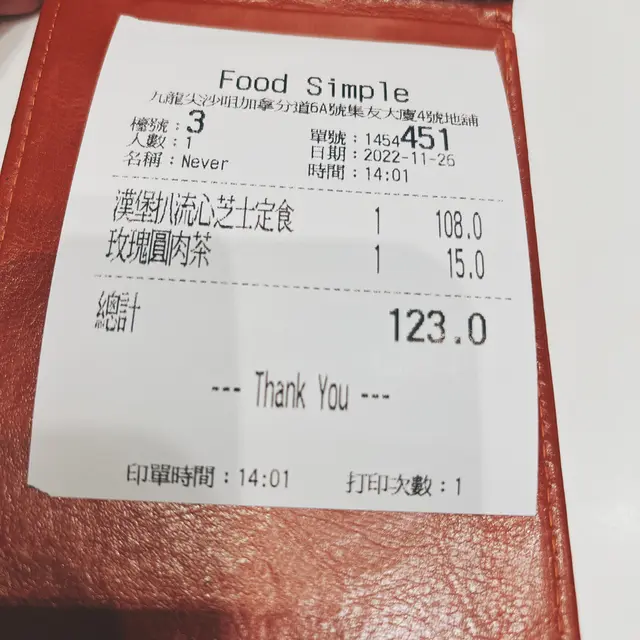 Food Simple
九龍尖沙咀加拿分道6A號集友大廈4號地舖
檯號：3
單號：1454451
人數：1
日期：2022-11-26
名稱：Never
時間：14:01
漢堡扒流心芝士定食 1 108.0
玫瑰圓肉茶 1 15.0
總計 123.0
--- Thank You ---
印單時間：14:01 打印次數：1